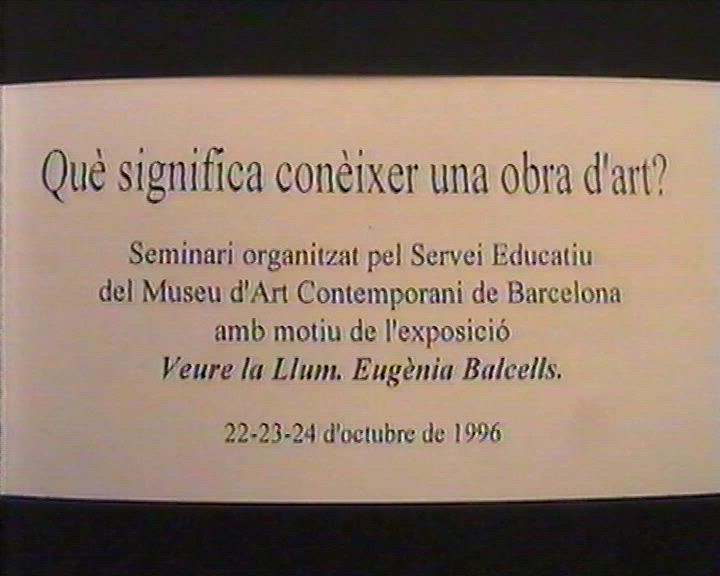 Què significa conèixer una obra d'art?
Seminari organitzat pel Servei Educatiu
del Museu d'Art Contemporani de Barcelona
amb motiu de l'exposició
Veure la Llum. Eugènia Balcells.
22-23-24 d'octubre de 1996